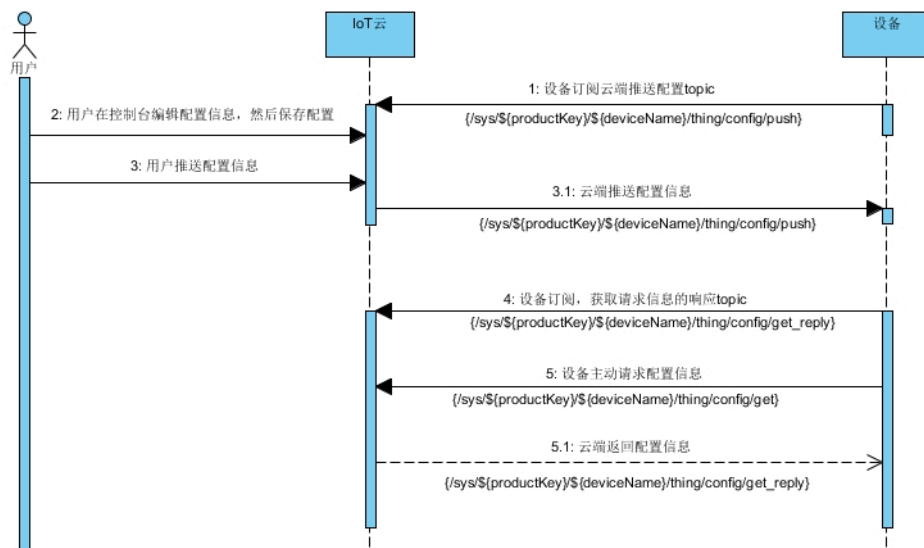 IoT云
设备
用户
1: 设备订阅云端推送配置topic
{/sys/${productKey}/${deviceName}/thing/config/push}
2: 用户在控制台编辑配置信息，然后保存配置
3: 用户推送配置信息
3.1: 云端推送配置信息
{/sys/${productKey}/${deviceName}/thing/config/push}
4: 设备订阅，获取请求信息的响应topic
{/sys/${productKey}/${deviceName}/thing/config/get_reply}
5: 设备主动请求配置信息
{/sys/${productKey}/${deviceName}/thing/config/get}
5.1: 云端返回配置信息
{/sys/${productKey}/${deviceName}/thing/config/get_reply}